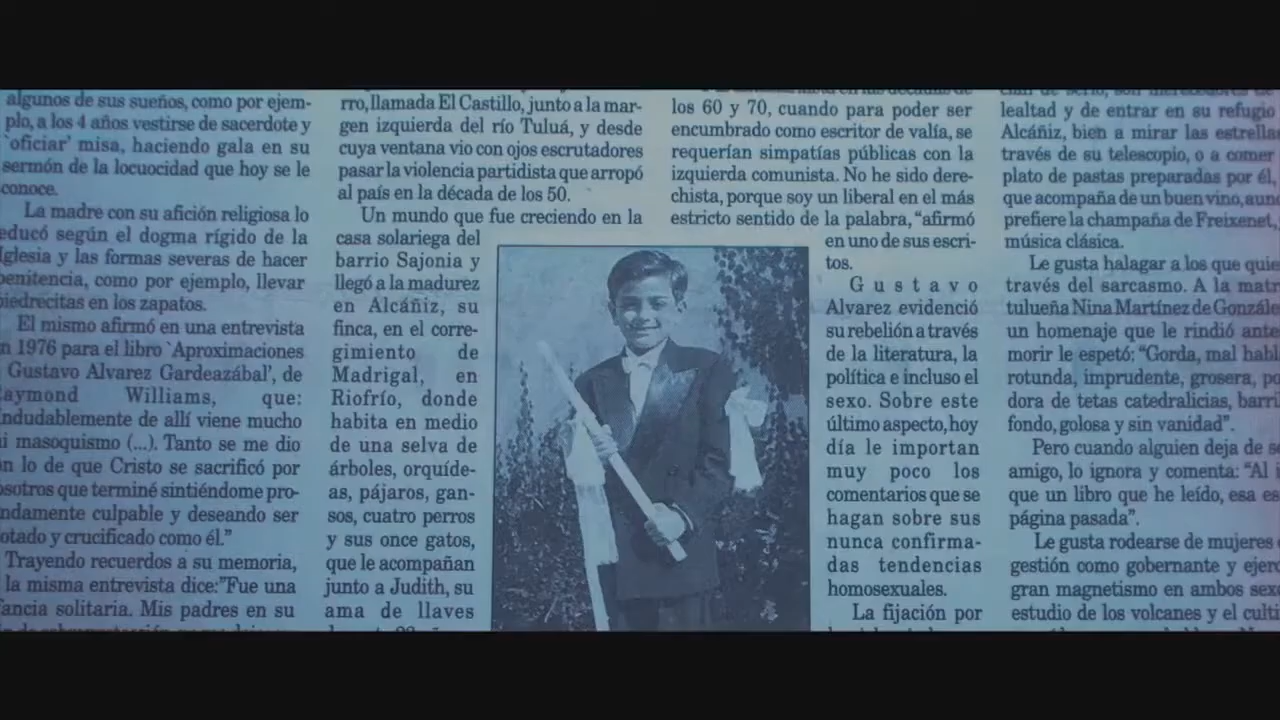 algunos de sus sueños, como por ejem-
plo, a los 4 años vestirse de sacerdote y
`oficiar' misa, haciendo gala en su
sermón de la locuocidad que hoy se le
conoce.
La madre con su afición religiosa lo
educó según el dogma rígido de la
Iglesia y las formas severas de hacer
penitencia, como por ejemplo, llevar
piedrecitas en los zapatos.
El mismo afirmó en una entrevista
n 1976 para el libro `Aproximaciones
Gustavo Alvarez Gardeazábal', de
aymond Williams, que:
ndudablemente de allí viene mucho
i masoquismo (...). Tanto se me dio
n lo de que Cristo se sacrificó por
osotros que terminé sintiéndome pro-
ndamente culpable y deseando ser
otado y crucificado como él."
Trayendo recuerdos a su memoria,
la misma entrevista dice:"Fue una
fancia solitaria. Mis padres en su
rro, llamada El Castillo, junto a la mar-
gen izquierda del río Tuluá, y desde
cuya ventana vio con ojos escrutadores
pasar la violencia partidista que arropó
al país en la década de los 50.
Un mundo que fue creciendo en la
casa solariega del
barrio Sajonia y
llegó a la madurez
en Alcáñiz, su
finca, en el corre-
gimiento de
Madrigal, en
Riofrío, donde
habita en medio
de una selva de
árboles, orquíde-
as, pájaros, gan-
sos, cuatro perros
y sus once gatos,
que le acompañan
junto a Judith, su
ama de llaves
los 60 y 70, cuando para poder ser
encumbrado como escritor de valía, se
requerían simpatías públicas con la
izquierda comunista. No he sido dere-
chista, porque soy un liberal en el más
estricto sentido de la palabra, “afirmó
en uno de sus escri-
tos.
Gustavo
Alvarez evidenció
su rebelión a través
de la literatura, la
política e incluso el
sexo. Sobre este
último aspecto, hoy
día le importan
muy poco los
comentarios que se
hagan sobre sus
nunca confirma-
das tendencias
homosexuales.
La fijación por
lealtad y de entrar en su refugio
Alcáñiz, bien a mirar las estrellas
través de su telescopio, o a comer
plato de pastas preparadas por él,
que acompaña de un buen vino, aunq
prefiere la champaña de Freixenet,
música clásica.
Le gusta halagar a los que quie
través del sarcasmo. A la matr
tulueña Nina Martínez de Gonzále
un homenaje que le rindió ante
morir le espetó: “Gorda, mal habl
rotunda, imprudente, grosera, po
dora de tetas catedralicias, barri
fondo, golosa y sin vanidad”.
Pero cuando alguien deja de se
amigo, lo ignora y comenta: “Al i
que un libro que he leído, esa es
página pasada”.
Le gusta rodearse de mujeres
gestión como gobernante y ejerc
gran magnetismo en ambos sexo
estudio de los volcanes y el culti